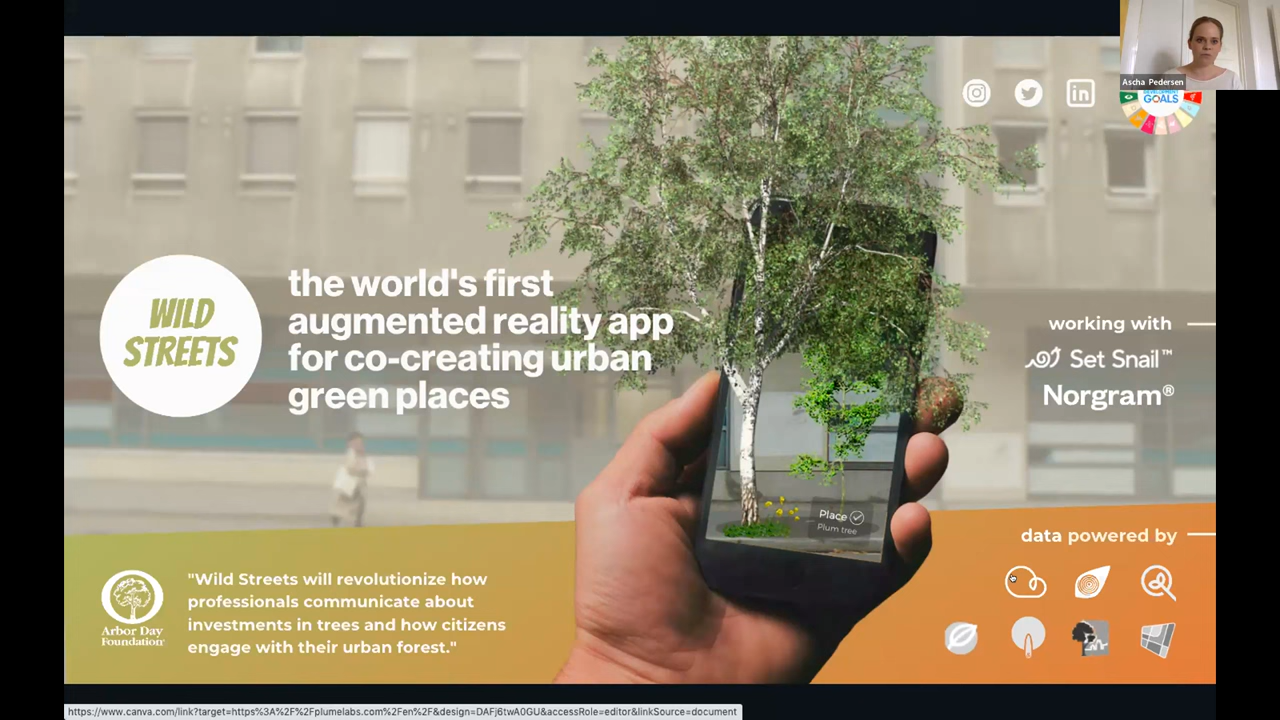 Ascha Pedersen
DEVELOPMENT
GOALS
WILD
STREETS
the world's first
augmented reality app
for co-creating urban
green places
working with
Set Snail™
Norgram®
Place
Plum tree
data powered by
Arbor Day
Foundation
"Wild Streets will revolutionize how
professionals communicate about
investments in trees and how citizens
engage with their urban forest."
https://www.canva.com/link?target=https%3A%2F%2Fplumelabs.com%2Fen%2F&design=DAFj6twA0GU&accessRole=editor&linkSource=document